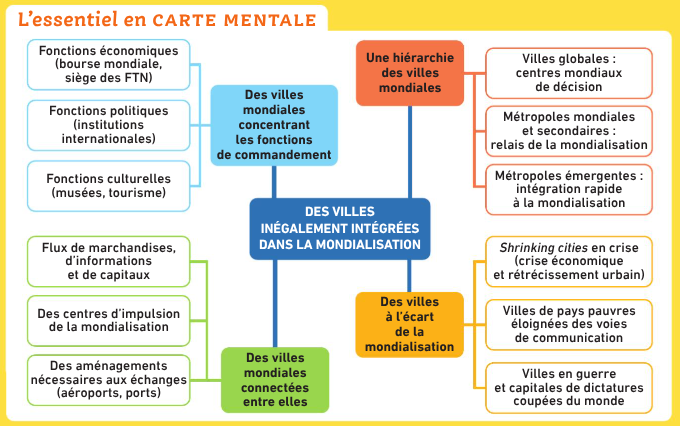 L'essentiel en CARTE MENTALE
Fonctions économiques
(bourse mondiale,
siège des FTN)
Fonctions politiques
(institutions
internationales)
Fonctions culturelles
(musées, tourisme)
Des villes
mondiales
concentrant
les fonctions
de commandement
Une hiérarchie
des villes
mondiales
Villes globales :
centres mondiaux
de décision
Métropoles mondiales
et secondaires :
relais de la mondialisation
Métropoles émergentes :
intégration rapide
à la mondialisation
DES VILLES
INÉGALEMENT INTÉGRÉES
DANS LA MONDIALISATION
Flux de marchandises,
d'informations
et de capitaux
Des centres d'impulsion
de la mondialisation
Des aménagements
nécessaires aux échanges
(aéroports, ports)
Des villes
mondiales
connectées
entre elles
Des villes
à l'écart
de la
mondialisation
Shrinking cities en crise
(crise économique
et rétrécissement urbain)
Villes de pays pauvres
éloignées des voies
de communication
Villes en guerre
et capitales de dictatures
coupées du monde